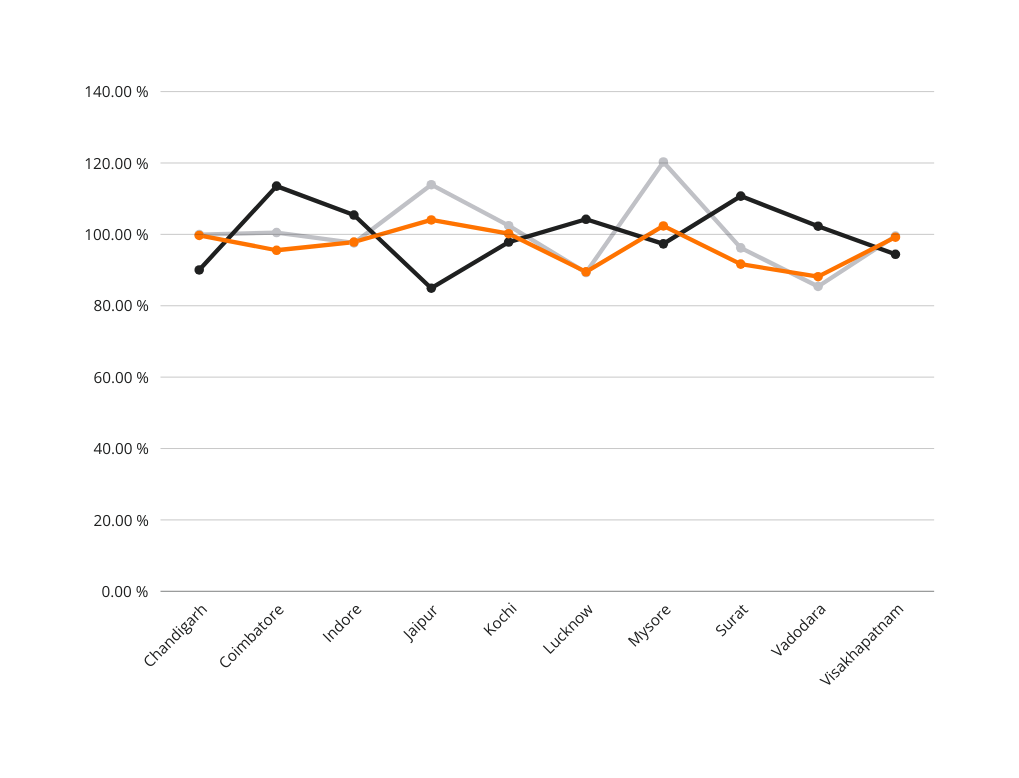 140.00 %
120.00 %
100.00 %
80.00 %
60.00 %
40.00 %
20.00 %
0.00 %
Chandigarh
Coimbatore
Indore
Jaipur
Kochi
Lucknow
Mysore
Surat
Vadodara
Visakhapatnam